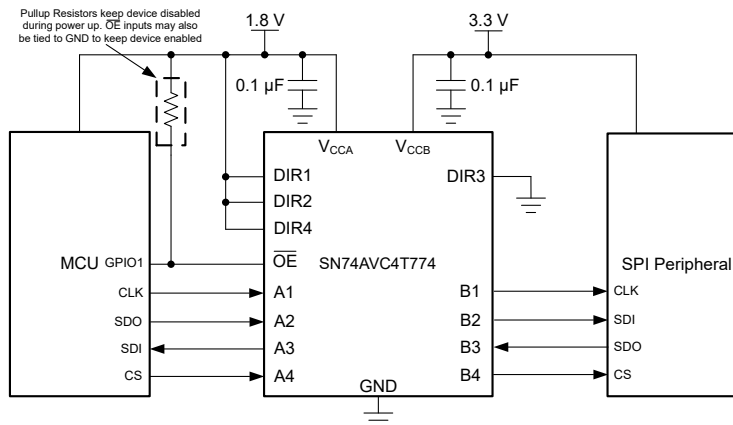 Pullup Resistors keep device disabled
during power up. OE inputs may also
be tied to GND to keep device enabled
1.8 V
3.3 V
0.1 µF
0.1 µF
VCCA
VCCB
DIR1
DIR2
DIR4
DIR3
MCU
GPIO1
OE
SN74AVC4T774
SPI Peripheral
CLK
A1
B1
CLK
SDO
A2
B2
SDI
SDI
A3
B3
SDO
CS
A4
B4
CS
GND